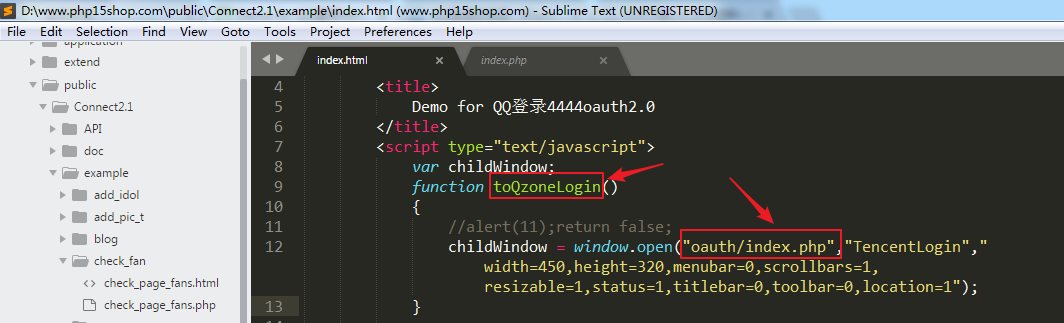 D:\www.php15shop.com\public\Connect2.1\example\index.html (www.php15shop.com) - Sublime Text (UNREGISTERED)
File Edit Selection Find View Goto Tools Project Preferences Help
application
extend
public
Connect2.1
API
doc
example
add_idol
add_pic_t
blog
check_fan
check_page_fans.html
check_page_fans.php
index.html × index.php ×
4 <title>
5 Demo for QQ登录4444oauth2.0
6 </title>
7 <script type="text/javascript">
8 var childWindow;
9 function toQzoneLogin()
10 {
11 //alert(11);return false;
12 childWindow = window.open("oauth/index.php","TencentLogin","
width=450,height=320,menubar=0,scrollbars=1,
resizable=1,status=1,titlebar=0,toolbar=0,location=1");
13 }
14